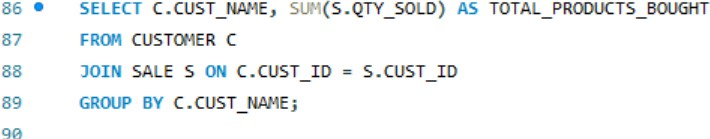 86 SELECT C.CUST_NAME, SUM(S.QTY_SOLD) AS TOTAL_PRODUCTS_BOUGHT
87 FROM CUSTOMER C
88 JOIN SALE S ON C.CUST_ID = S.CUST_ID
89 GROUP BY C.CUST_NAME;
90